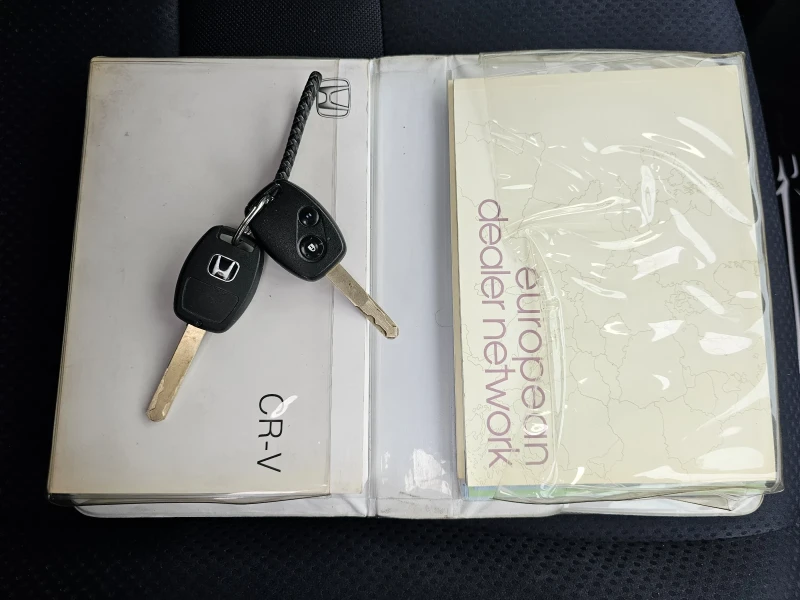 CR-V
european
dealer network